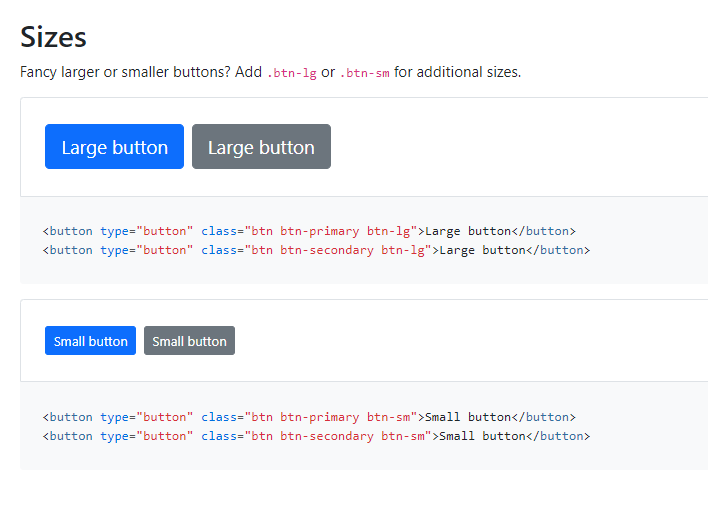 Sizes
Fancy larger or smaller buttons? Add .btn-lg or .btn-sm for additional sizes.
Large button Large button
<button type="button" class="btn btn-primary btn-lg">Large button</button>
<button type="button" class="btn btn-secondary btn-lg">Large button</button>
Small button Small button
<button type="button" class="btn btn-primary btn-sm">Small button</button>
<button type="button" class="btn btn-secondary btn-sm">Small button</button>